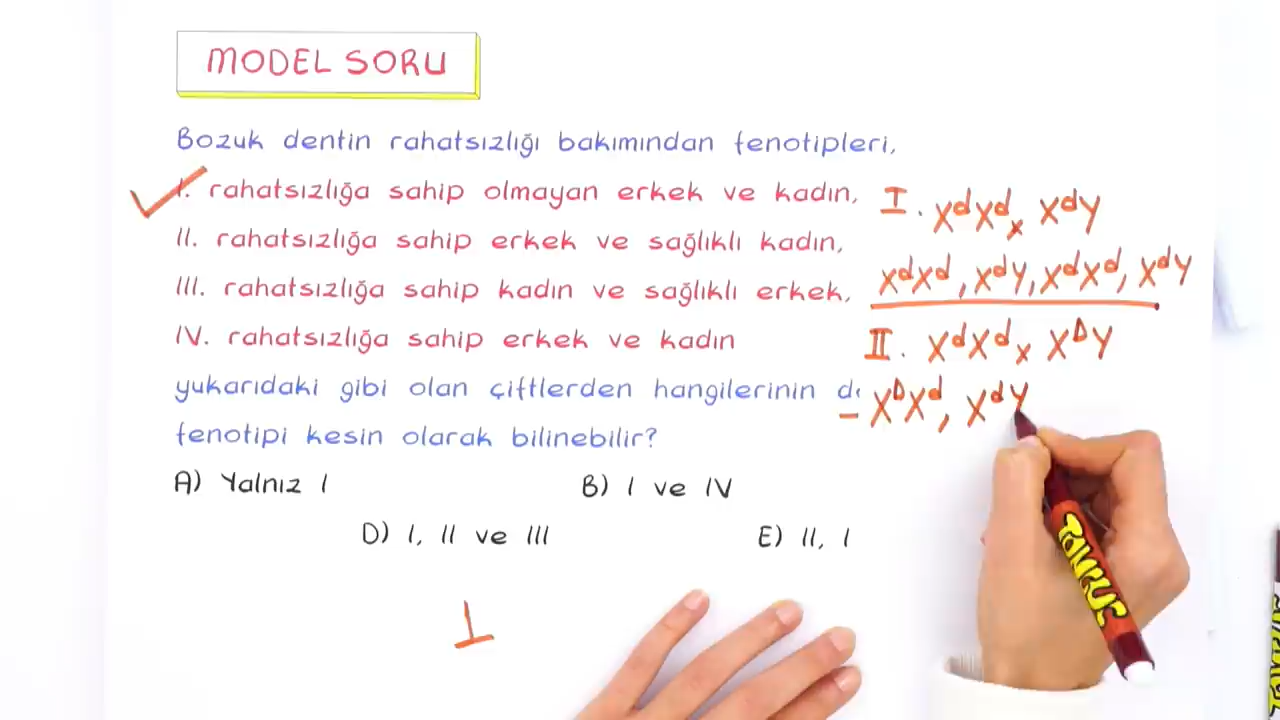 MODEL SORU
Bozuk dentin rahatsızlığı bakımından fenotipleri,
I. rahatsızlığa sahip olmayan erkek ve kadın,
II. rahatsızlığa sahip erkek ve sağlıklı kadın,
III. rahatsızlığa sahip kadın ve sağlıklı erkek,
IV. rahatsızlığa sahip erkek ve kadın
yukarıdaki gibi olan çiftlerden hangilerinin
fenotipi kesin olarak bilinebilir?
A) Yalnız I
B) I ve IV
D) I, II ve III
E) II, I
I. XᵈXᵈ x XᵈY
XᵈXᵈ, XᵈY, XᵈXᵈ, XᵈY
II. XᵈXᵈ x XᴰY
XᴰXᵈ, XᵈY
I
TANRUS